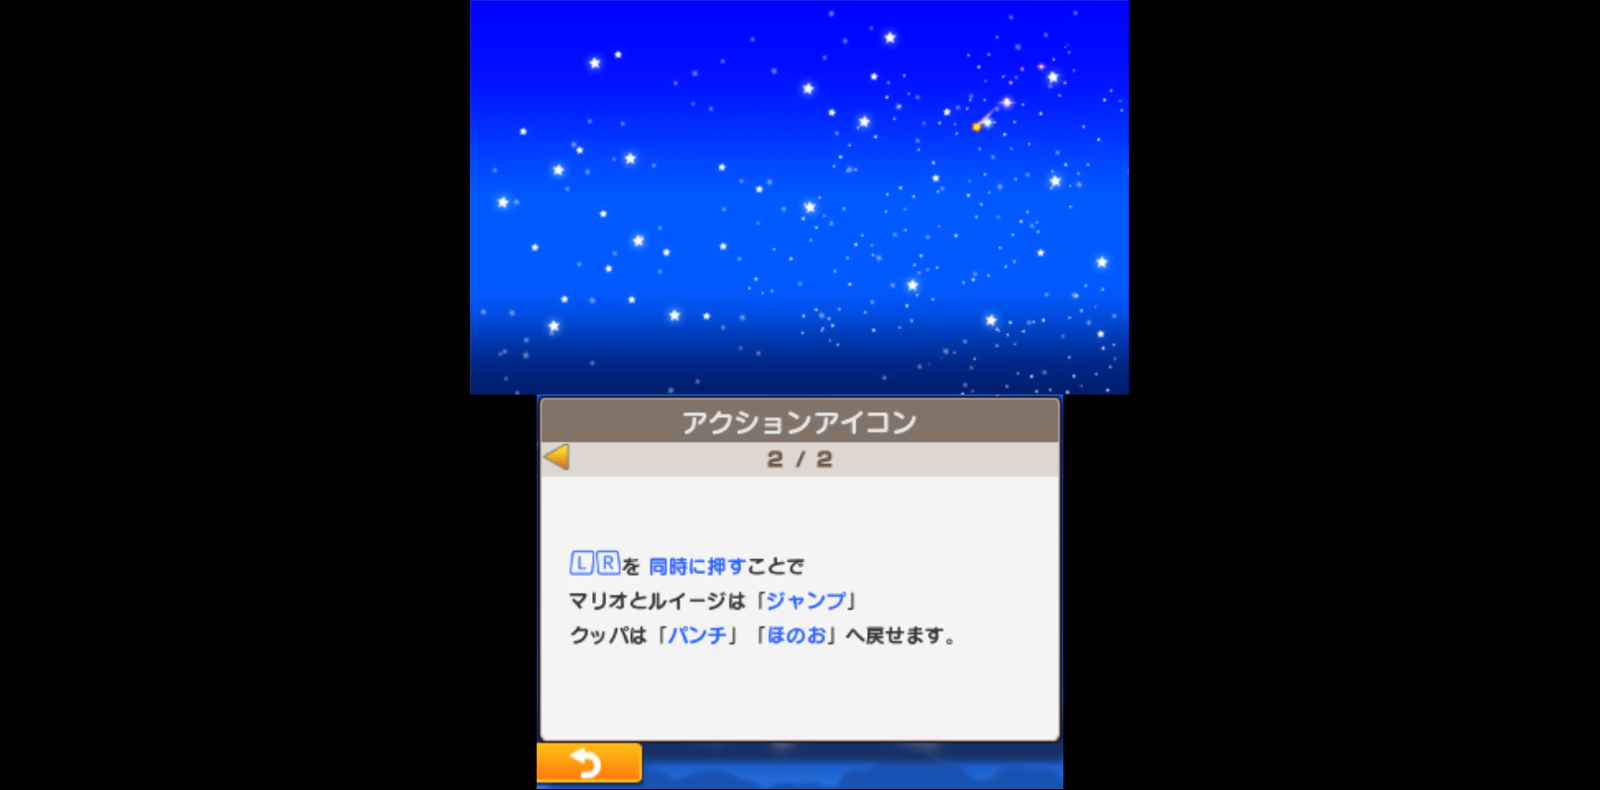 アクションアイコン
2 / 2
LRを 同時に押すことで
マリオとルイージは「ジャンプ」
クッパは「パンチ」「ほのお」へ戻せます。